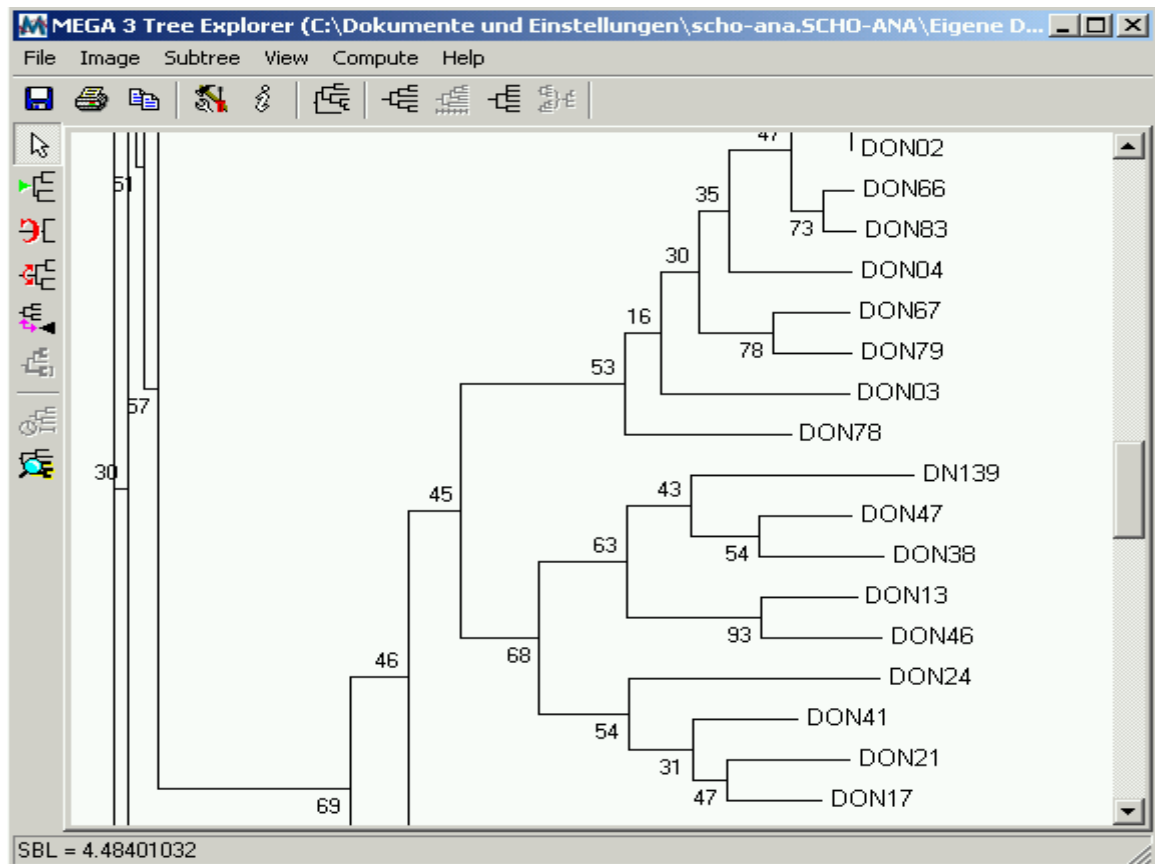 MEGA 3 Tree Explorer (C:\Dokumente und Einstellungen\scho-ana.SCHO-ANA\Eigene D...
File Image Subtree View Compute Help
47
DON02
51
DON66
35
73
DON83
30
DON04
16
DON67
78
DON79
53
DON03
57
DON78
30
45
43
DN139
DON47
63
54
DON38
DON13
93
DON46
46
68
DON24
54
DON41
31
DON21
47
DON17
69
SBL = 4.48401032